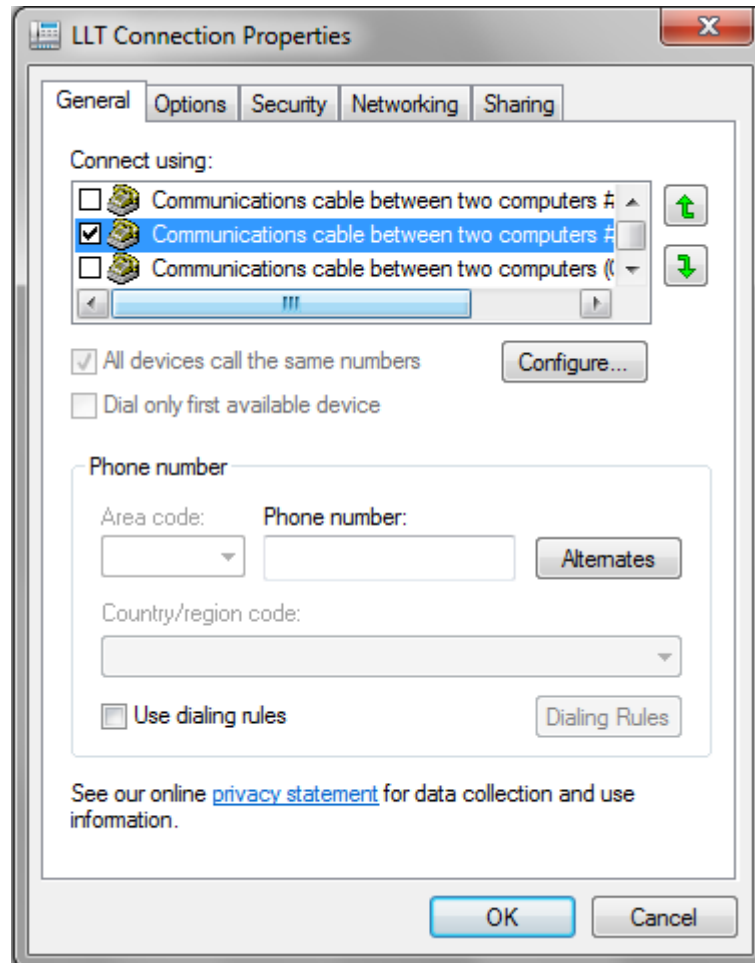 LLT Connection Properties
General Options Security Networking Sharing
Connect using:
Communications cable between two computers #
Communications cable between two computers #
Communications cable between two computers (
All devices call the same numbers
Configure...
Dial only first available device
Phone number
Area code: Phone number:
Alternates
Country/region code:
Use dialing rules
Dialing Rules
See our online privacy statement for data collection and use
information.
OK Cancel